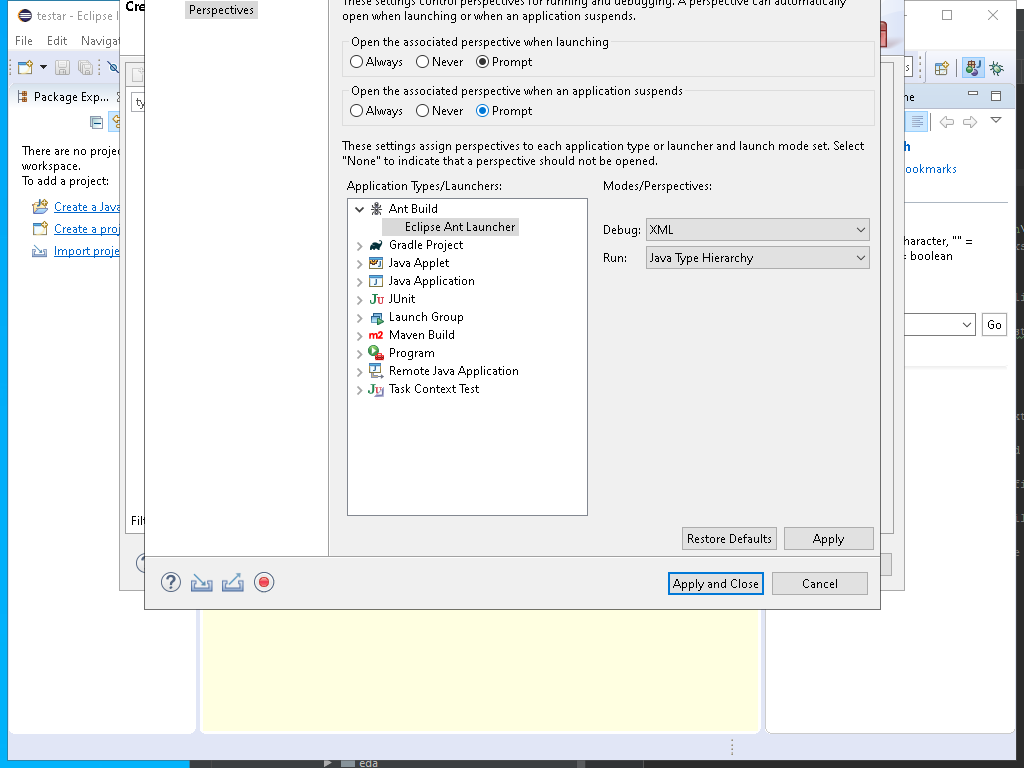 testar - Eclipse I
Cre
Perspectives
These settings control perspectives for running and debugging. A perspective can automatically
open when launching or when an application suspends.
File Edit Navigat
Open the associated perspective when launching
Always Never Prompt
Package Exp...
Open the associated perspective when an application suspends
Always Never Prompt
ty
ne
There are no proje
workspace.
To add a project:
Create a Java
Create a proj
Import proje
These settings assign perspectives to each application type or launcher and launch mode set. Select
"None" to indicate that a perspective should not be opened.
h
ookmarks
Application Types/Launchers:
Modes/Perspectives:
Ant Build
Eclipse Ant Launcher
Gradle Project
Java Applet
Java Application
JUnit
Launch Group
Maven Build
Program
Remote Java Application
Task Context Test
Debug: XML
Run: Java Type Hierarchy
haracter, "" =
= boolean
Go
Filt
Restore Defaults Apply
Apply and Close Cancel
eda